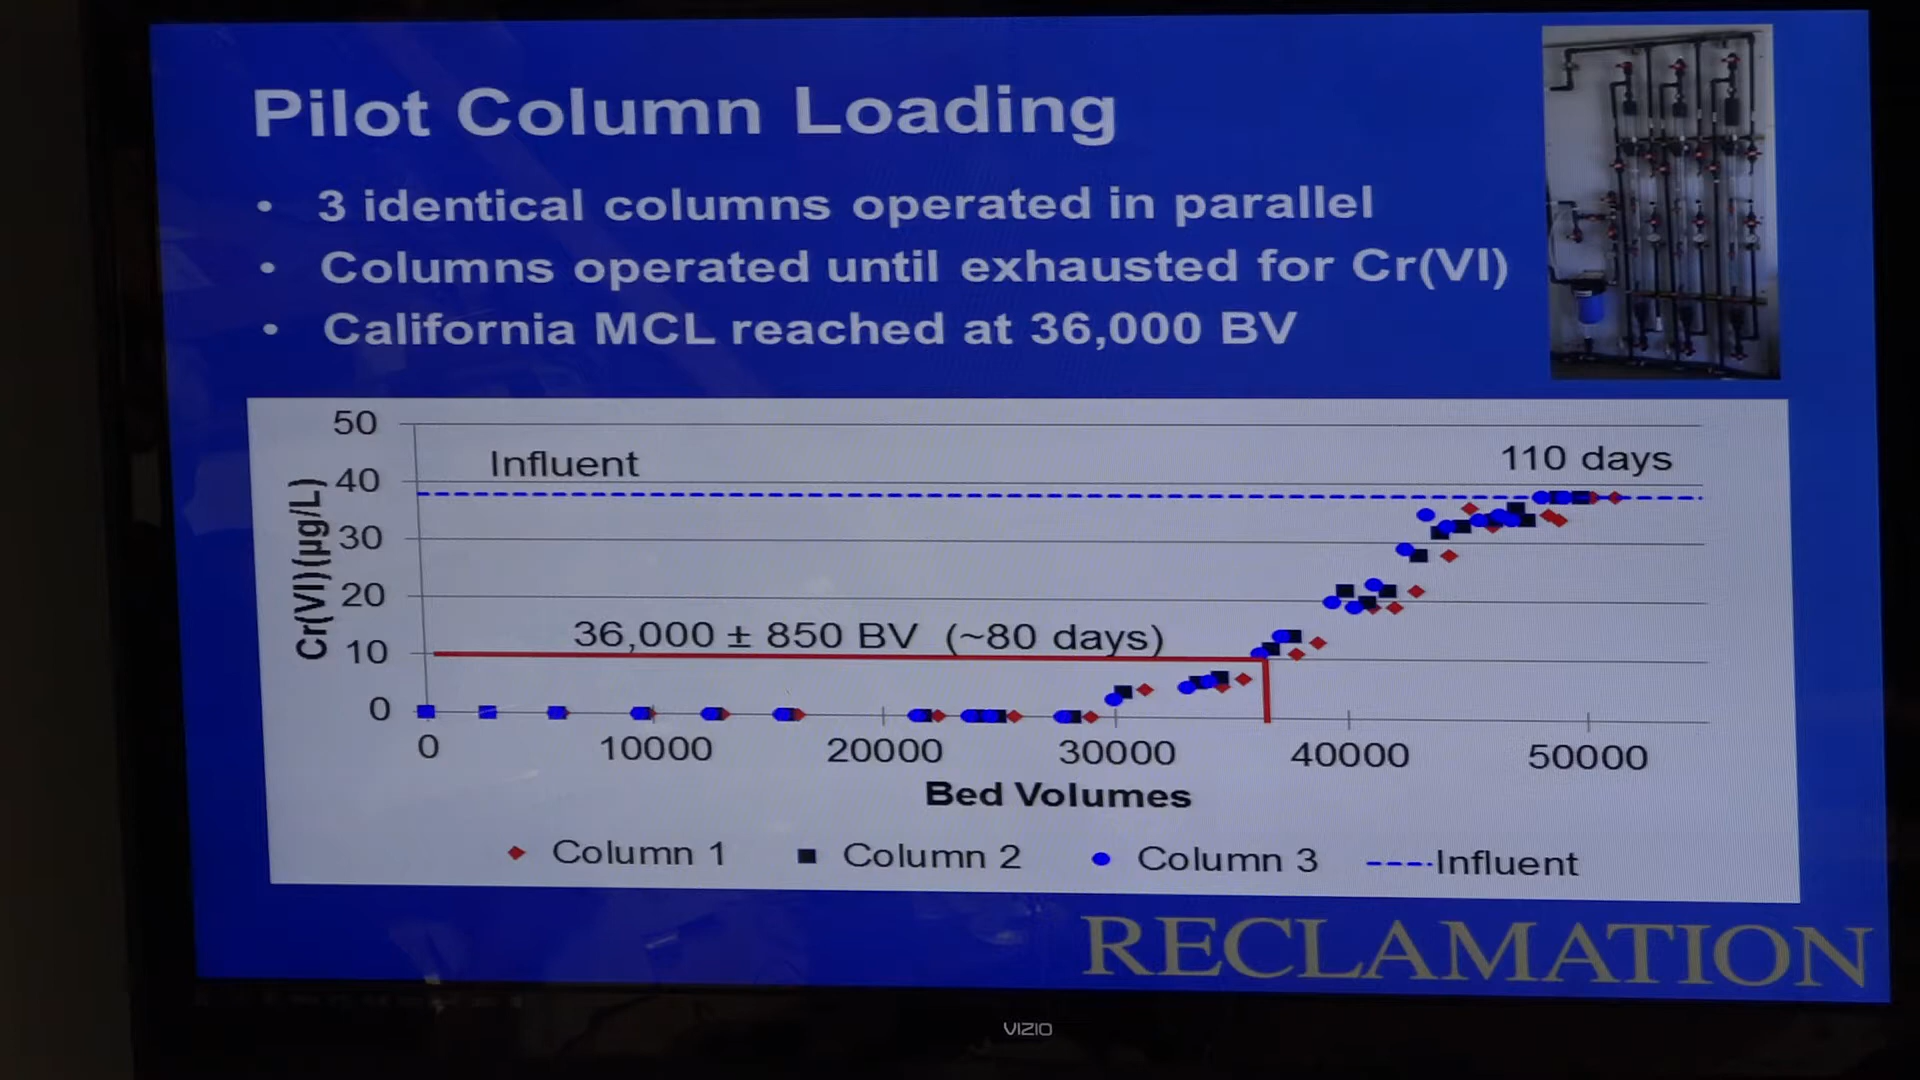 Pilot Column Loading
• 3 identical columns operated in parallel
• Columns operated until exhausted for Cr(VI)
• California MCL reached at 36,000 BV
50
40
30
20
10
0
Cr(VI)(µg/L)
Influent
110 days
36,000 ± 850 BV (~80 days)
0 10000 20000 30000 40000 50000
Bed Volumes
Column 1 Column 2 Column 3 Influent
RECLAMATION
VIZIO